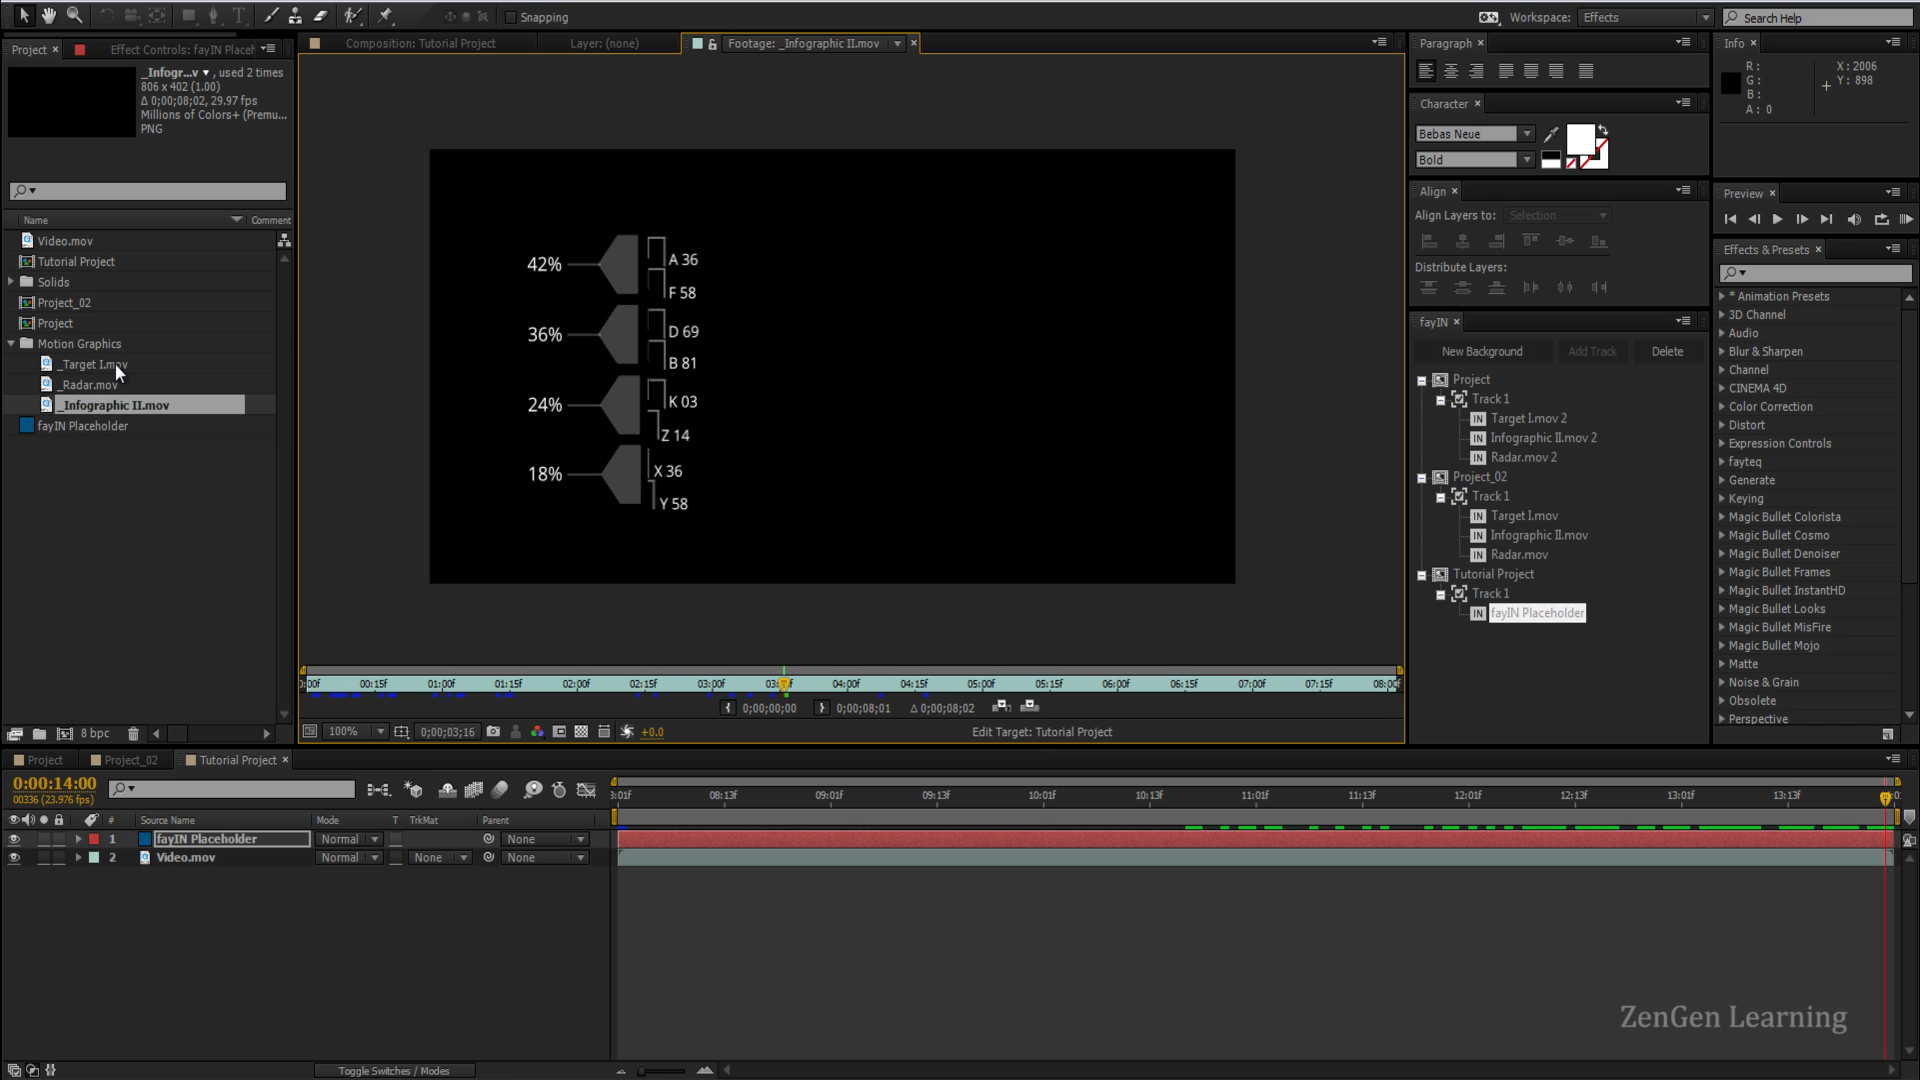 Snapping
Workspace: Effects
Search Help
Project ×
Effect Controls: fayIN Placeh
Composition: Tutorial Project
Layer: (none)
Footage: _Infographic II.mov
Paragraph ×
Info ×
_Infogr...v ▼ , used 2 times
806 x 402 (1.00)
Δ 0;00;08;02, 29.97 fps
Millions of Colors+ (Premu...
PNG
R:
G:
B:
A: 0
X: 2006
Y: 898
Character ×
Bebas Neue
Bold
Align ×
Align Layers to: Selection
Distribute Layers:
Preview ×
Effects & Presets ×
Name
Comment
Video.mov
Tutorial Project
Solids
Project_02
Project
Motion Graphics
_Target I.mov
_Radar.mov
_Infographic II.mov
fayIN Placeholder
42%
A 36
F 58
36%
D 69
B 81
24%
K 03
Z 14
18%
X 36
Y 58
fayIN ×
New Background
Add Track
Delete
Project
Track 1
Target I.mov 2
Infographic II.mov 2
Radar.mov 2
Project_02
Track 1
Target I.mov
Infographic II.mov
Radar.mov
Tutorial Project
Track 1
fayIN Placeholder
* Animation Presets
3D Channel
Audio
Blur & Sharpen
Channel
CINEMA 4D
Color Correction
Distort
Expression Controls
fayteq
Generate
Keying
Magic Bullet Colorista
Magic Bullet Cosmo
Magic Bullet Denoiser
Magic Bullet Frames
Magic Bullet InstantHD
Magic Bullet Looks
Magic Bullet MisFire
Magic Bullet Mojo
Matte
Noise & Grain
Obsolete
Perspective
:00f 00:15f 01:00f 01:15f 02:00f 02:15f 03:00f 04:00f 04:15f 05:00f 05:15f 06:00f 06:15f 07:00f 07:15f 08:00
0;00;00;00
0;00;08;01
Δ 0;00;08;02
8 bpc
100%
0;00;03;16
+0.0
Edit Target: Tutorial Project
Project
Project_02
Tutorial Project ×
0:00:14:00
00336 (23.976 fps)
3:01f 08:13f 09:01f 09:13f 10:01f 10:13f 11:01f 11:13f 12:01f 12:13f 13:01f 13:13f
# Source Name Mode T TrkMat Parent
1 fayIN Placeholder Normal None
2 Video.mov Normal None None
ZenGen Learning
Toggle Switches / Modes